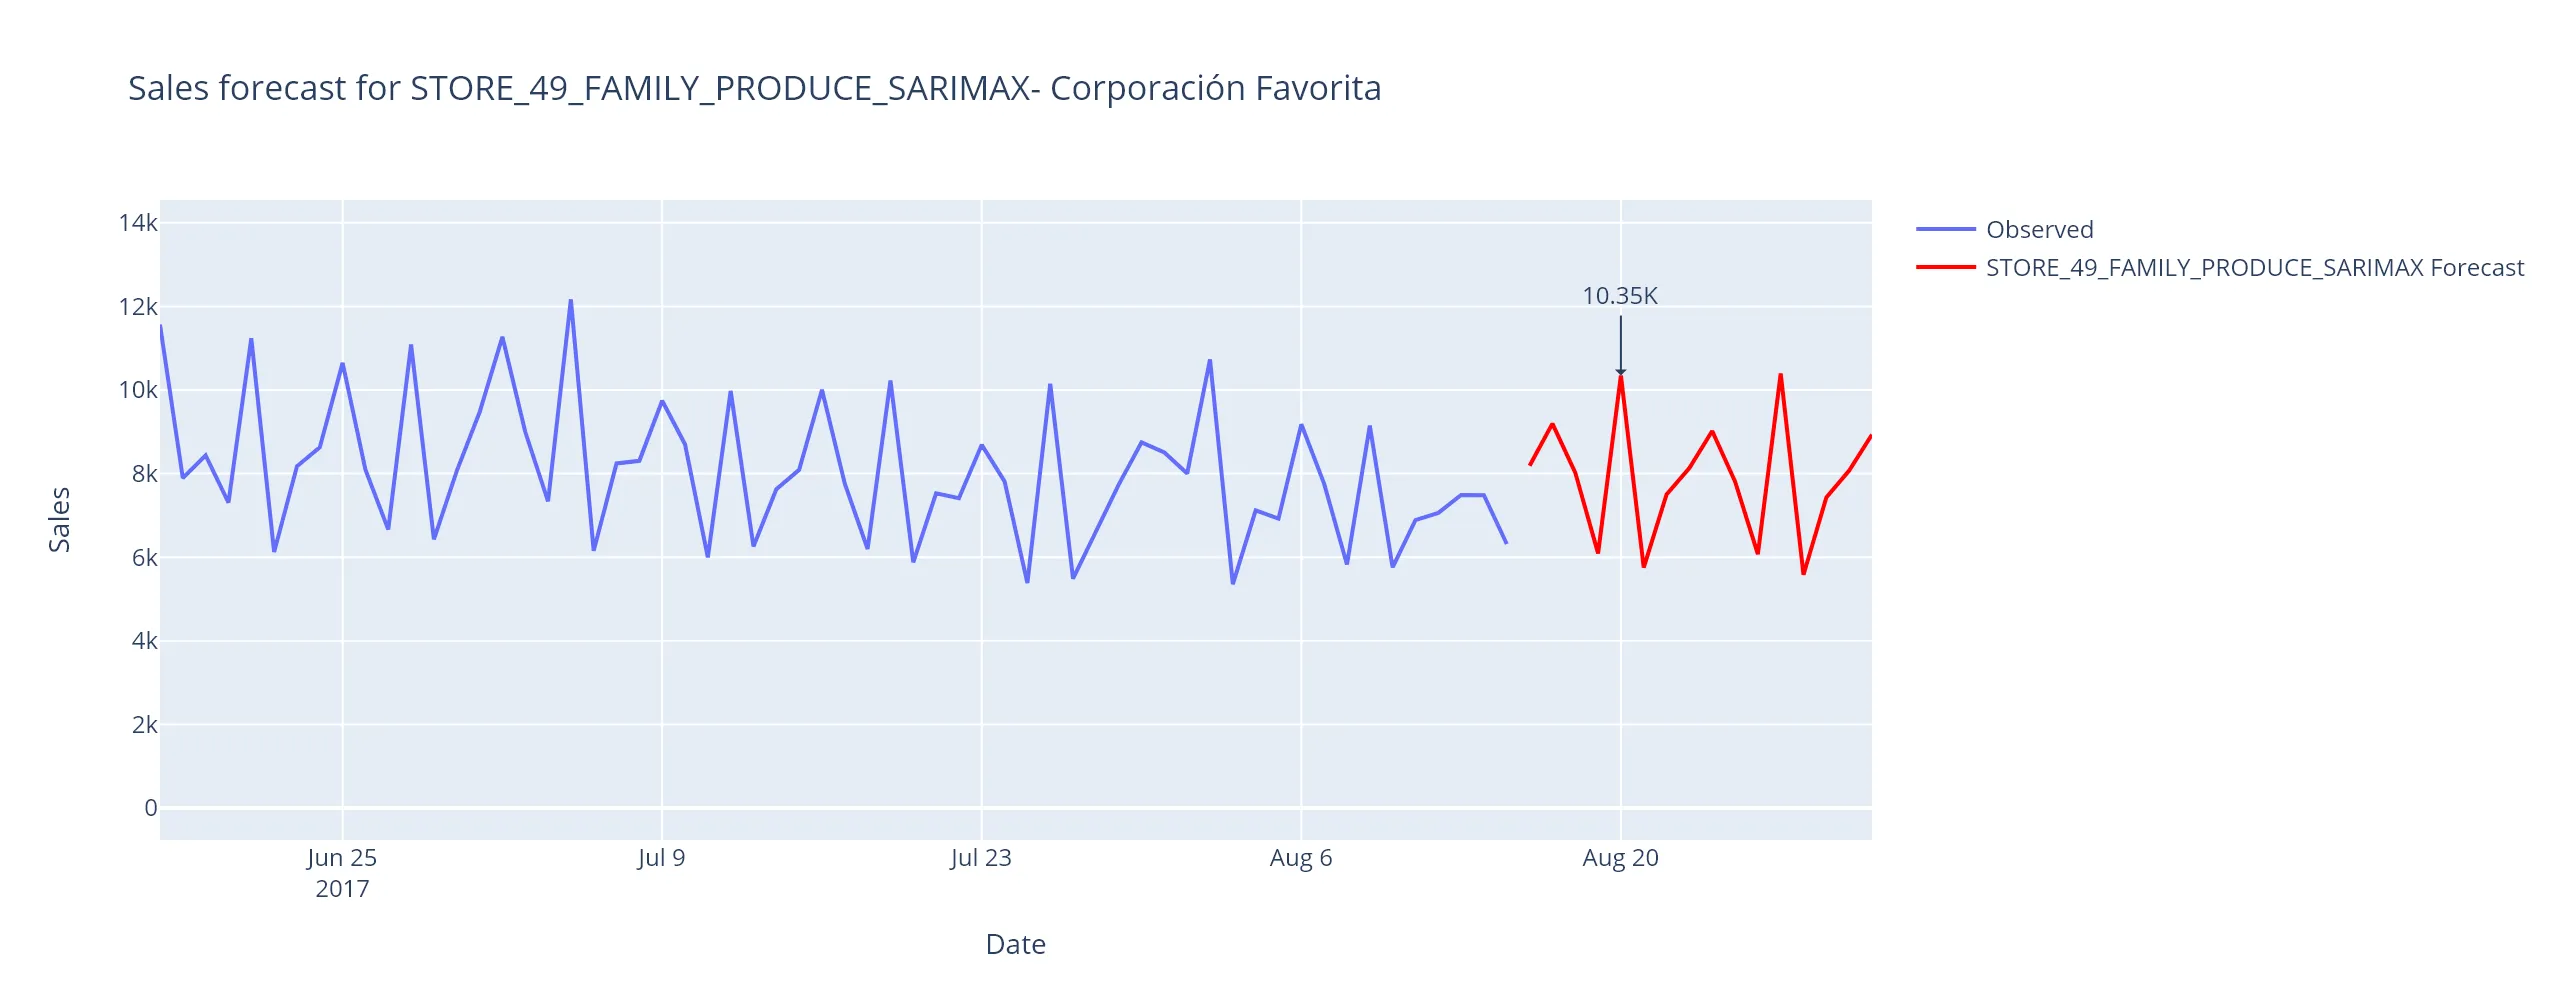 Sales forecast for STORE_49_FAMILY_PRODUCE_SARIMAX- Corporación Favorita
Observed
STORE_49_FAMILY_PRODUCE_SARIMAX Forecast
10.35K
14k
12k
10k
8k
6k
4k
2k
0
Sales
Jun 25
2017
Jul 9
Jul 23
Aug 6
Aug 20
Date